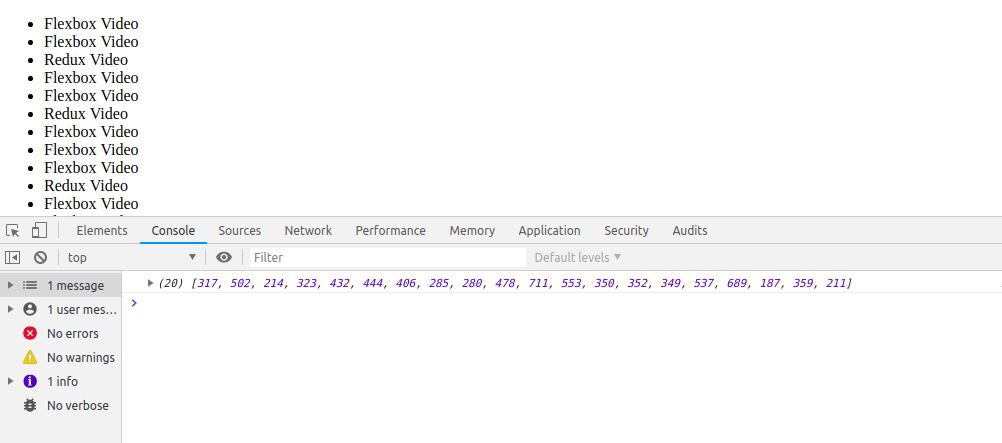 Flexbox Video
Flexbox Video
Redux Video
Flexbox Video
Flexbox Video
Redux Video
Flexbox Video
Flexbox Video
Flexbox Video
Redux Video
Flexbox Video
Elements Console Sources Network Performance Memory Application Security Audits
top Filter Default levels
1 message
(20) [317, 502, 214, 323, 432, 444, 406, 285, 280, 478, 711, 553, 350, 352, 349, 537, 689, 187, 359, 211]
1 user mes...
No errors
No warnings
1 info
No verbose